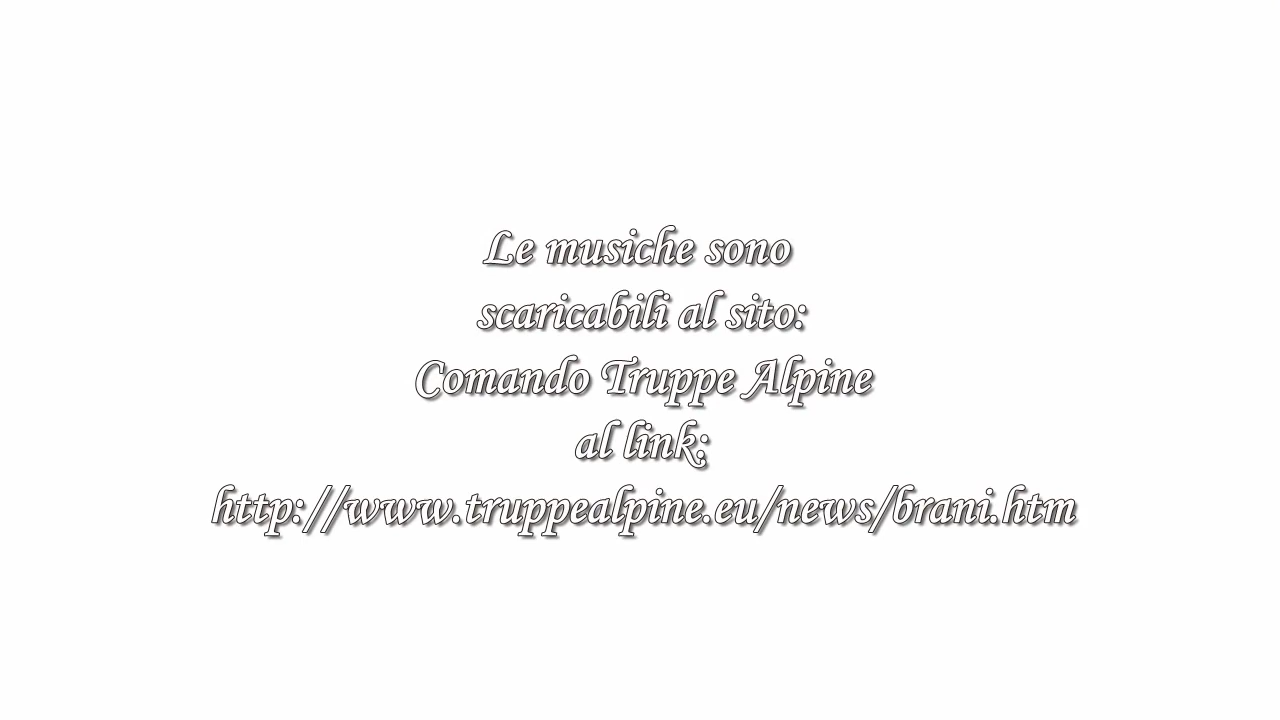 Le musiche sono
scaricabili al sito:
Comando Truppe Alpine
al link:
http://www.truppealpine.eu/news/brani.htm